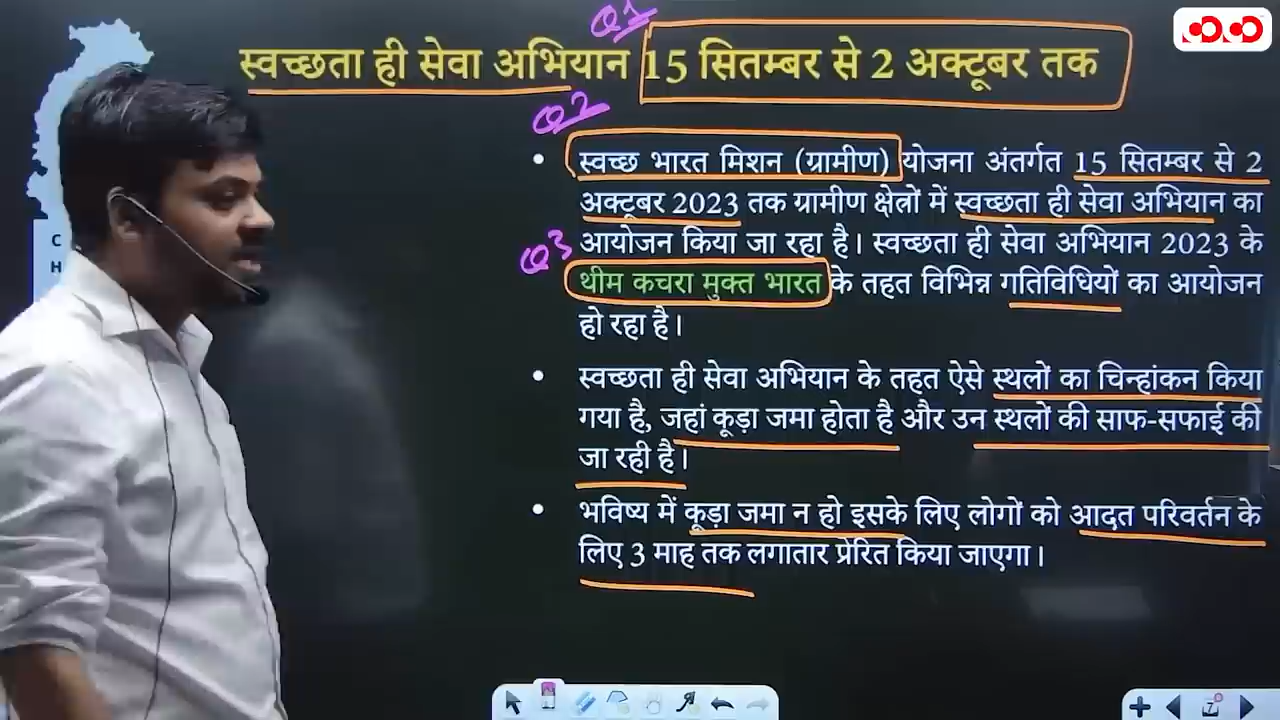 Q1
स्वच्छता ही सेवा अभियान 15 सितम्बर से 2 अक्टूबर तक
Q2
• स्वच्छ भारत मिशन (ग्रामीण) योजना अंतर्गत 15 सितम्बर से 2
अक्टूबर 2023 तक ग्रामीण क्षेत्रों में स्वच्छता ही सेवा अभियान का
Q3 आयोजन किया जा रहा है। स्वच्छता ही सेवा अभियान 2023 के
थीम कचरा मुक्त भारत के तहत विभिन्न गतिविधियों का आयोजन
हो रहा है।
• स्वच्छता ही सेवा अभियान के तहत ऐसे स्थलों का चिन्हांकन किया
गया है, जहां कूड़ा जमा होता है और उन स्थलों की साफ-सफाई की
जा रही है।
• भविष्य में कूड़ा जमा न हो इसके लिए लोगों को आदत परिवर्तन के
लिए 3 माह तक लगातार प्रेरित किया जाएगा।
C
H